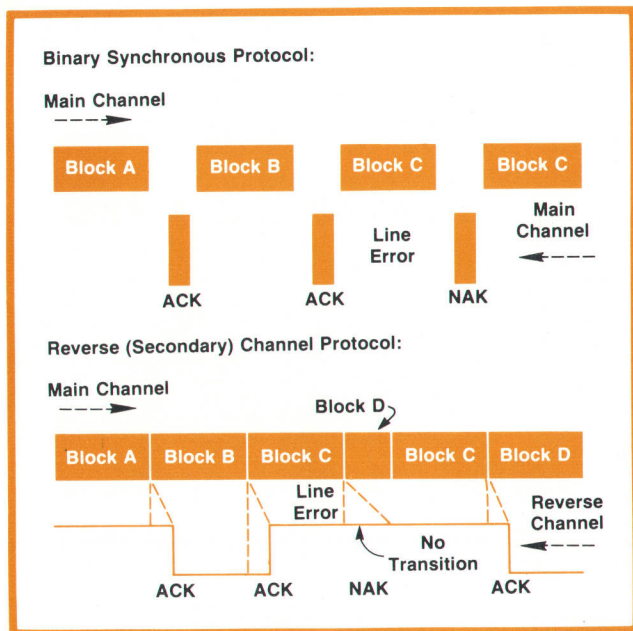 Binary Synchronous Protocol:
Main Channel
Block A Block B Block C Block C
Line Error
Main Channel
ACK ACK NAK
Reverse (Secondary) Channel Protocol:
Main Channel
Block D
Block A Block B Block C Block C Block D
Line Error
Reverse Channel
No Transition
ACK ACK NAK ACK